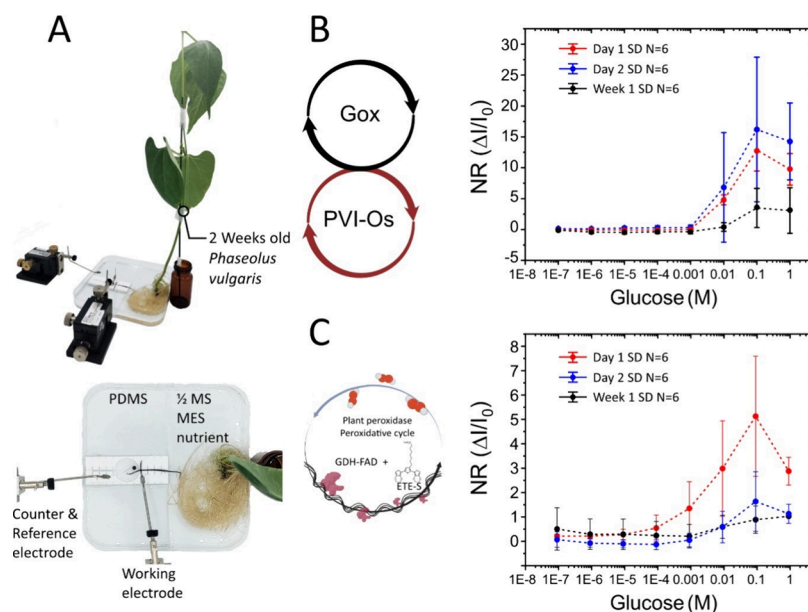 A
2 Weeks old
Phaseolus
vulgaris
PDMS
½ MS
MES
nutrient
Counter &
Reference
electrode
Working
electrode
B
Gox
PVI-Os
NR (ΔI/I₀)
30
25
20
15
10
5
0
-5
Day 1 SD N=6
Day 2 SD N=6
Week 1 SD N=6
1E-8 1E-7 1E-6 1E-5 1E-4 0.001 0.01 0.1 1 10
Glucose (M)
C
Plant peroxidase
Peroxidative cycle
GDH-FAD +
ETE-S
NR (ΔI/I₀)
8
7
6
5
4
3
2
1
0
-1
Day 1 SD N=6
Day 2 SD N=6
Week 1 SD N=6
1E-8 1E-7 1E-6 1E-5 1E-4 0.001 0.01 0.1 1 10
Glucose (M)